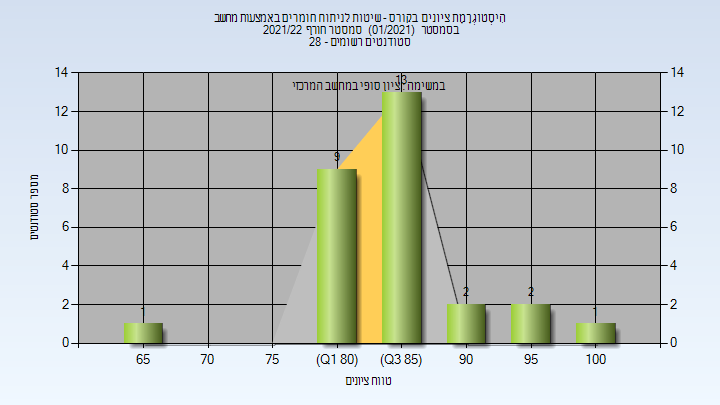 היסטוגרמת ציונים בקורס - שיטות לניתוח חומרים באמצעות מחשב
בסמסטר (01/2021) סמסטר חורף 2021/22
סטודנטים רשומים - 28
במשימה: ציון סופי במחשב המרכזי
14 14
12 12
10 10
8 8
6 6
4 4
2 2
0 0
1 9 13 2 2 1
מספר סטודנטים
65 70 75 (Q1 80) (Q3 85) 90 95 100
טווח ציונים